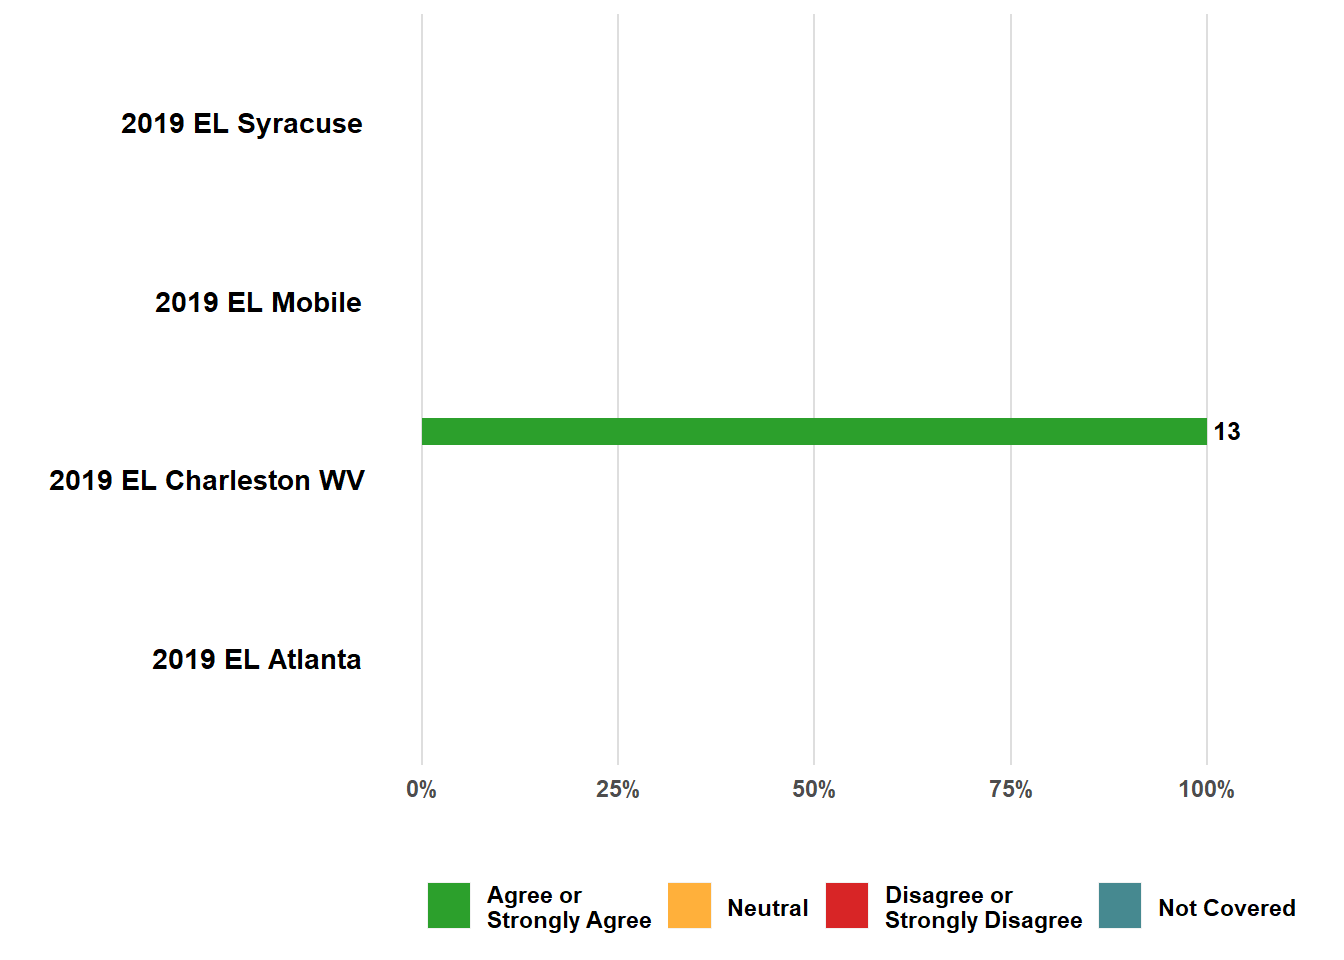 2019 EL Syracuse
2019 EL Mobile
13
2019 EL Charleston WV
2019 EL Atlanta
0% 25% 50% 75% 100%
Agree or
Strongly Agree
Neutral
Disagree or
Strongly Disagree
Not Covered